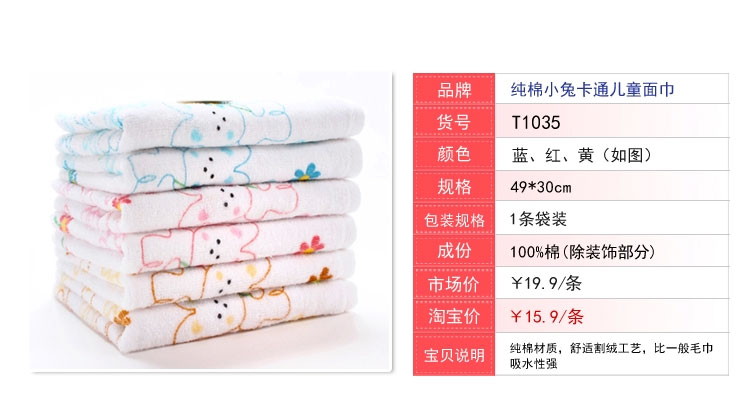 品牌 纯棉小兔卡通儿童面巾
货号 T1035
颜色 蓝、红、黄（如图）
规格 49*30cm
包装规格 1条袋装
成份 100%棉(除装饰部分)
市场价 ￥19.9/条
淘宝价 ￥15.9/条
宝贝说明 纯棉材质，舒适割绒工艺，比一般毛巾
吸水性强